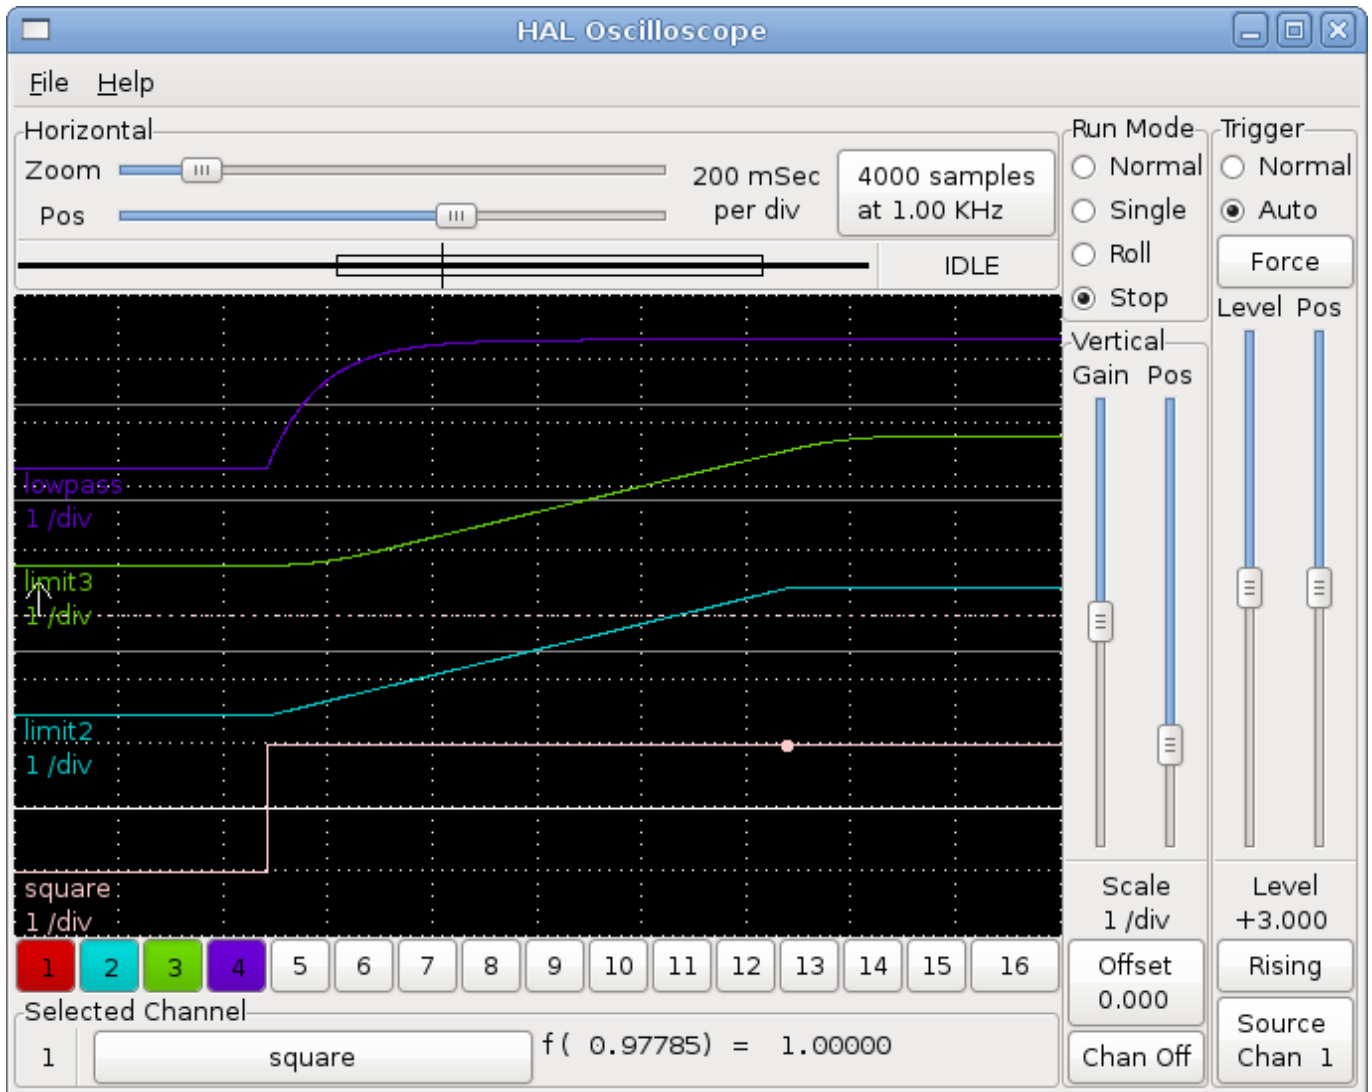 HAL Oscilloscope
File Help
Horizontal
Zoom
Pos
200 mSec
per div
4000 samples
at 1.00 KHz
IDLE
Run Mode
Normal
Single
Roll
Stop
Trigger
Normal
Auto
Force
Level Pos
Vertical
Gain Pos
lowpass
1 /div
limit3
1 /div
limit2
1 /div
square
1 /div
Scale
1 /div
Offset
0.000
Chan Off
Level
+3.000
Rising
Source
Chan 1
1 2 3 4 5 6 7 8 9 10 11 12 13 14 15 16
Selected Channel
1 square f( 0.97785) = 1.00000